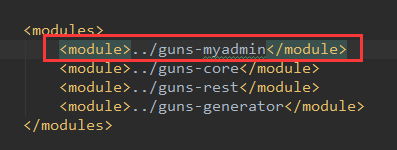 <modules>
<module>../guns-myadmin</module>
<module>../guns-core</module>
<module>../guns-rest</module>
<module>../guns-generator</module>
</modules>